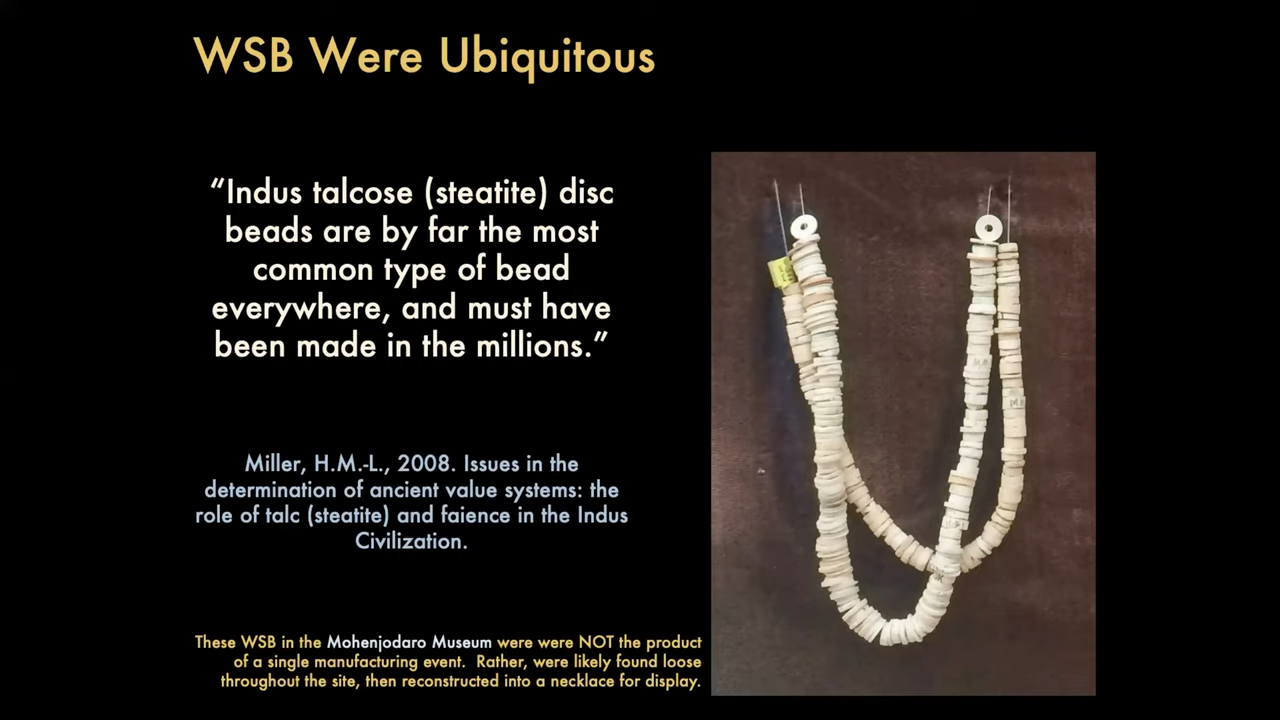 WSB Were Ubiquitous
“Indus talcose (steatite) disc
beads are by far the most
common type of bead
everywhere, and must have
been made in the millions.”
Miller, H.M.-L., 2008. Issues in the
determination of ancient value systems: the
role of talc (steatite) and faience in the Indus
Civilization.
These WSB in the Mohenjodaro Museum were were NOT the product
of a single manufacturing event.  Rather, were likely found loose
throughout the site, then reconstructed into a necklace for display.